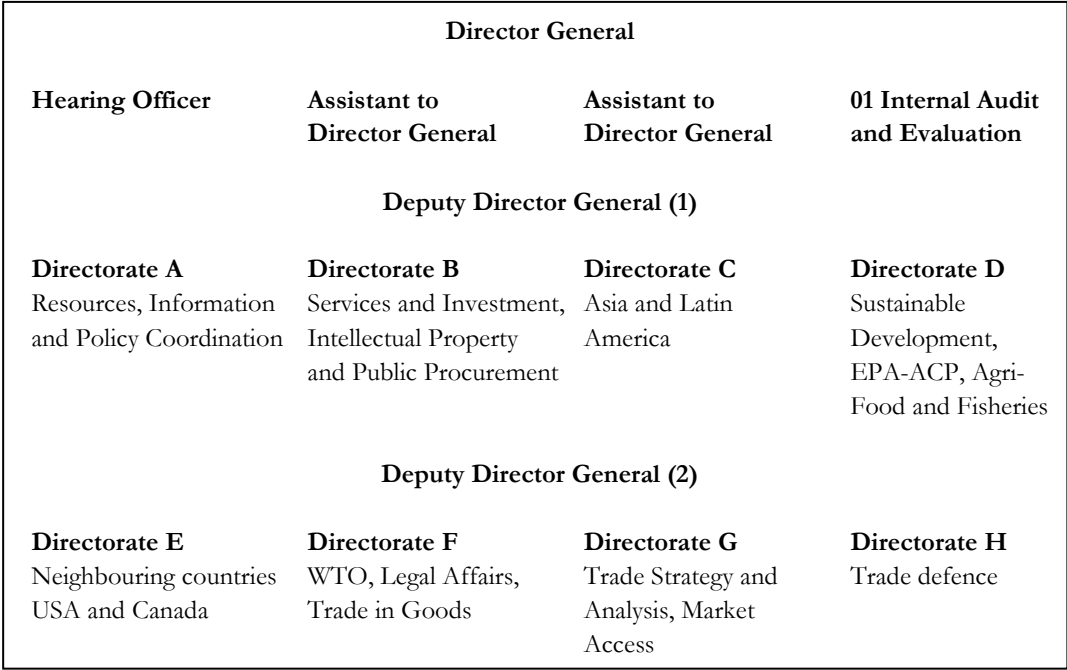 Director General
Hearing Officer
Assistant to
Director General
Assistant to
Director General
01 Internal Audit
and Evaluation
Deputy Director General (1)
Directorate A
Resources, Information
and Policy Coordination
Directorate B
Services and Investment,
Intellectual Property
and Public Procurement
Directorate C
Asia and Latin
America
Directorate D
Sustainable
Development,
EPA-ACP, Agri-
Food and Fisheries
Deputy Director General (2)
Directorate E
Neighbouring countries
USA and Canada
Directorate F
WTO, Legal Affairs,
Trade in Goods
Directorate G
Trade Strategy and
Analysis, Market
Access
Directorate H
Trade defence